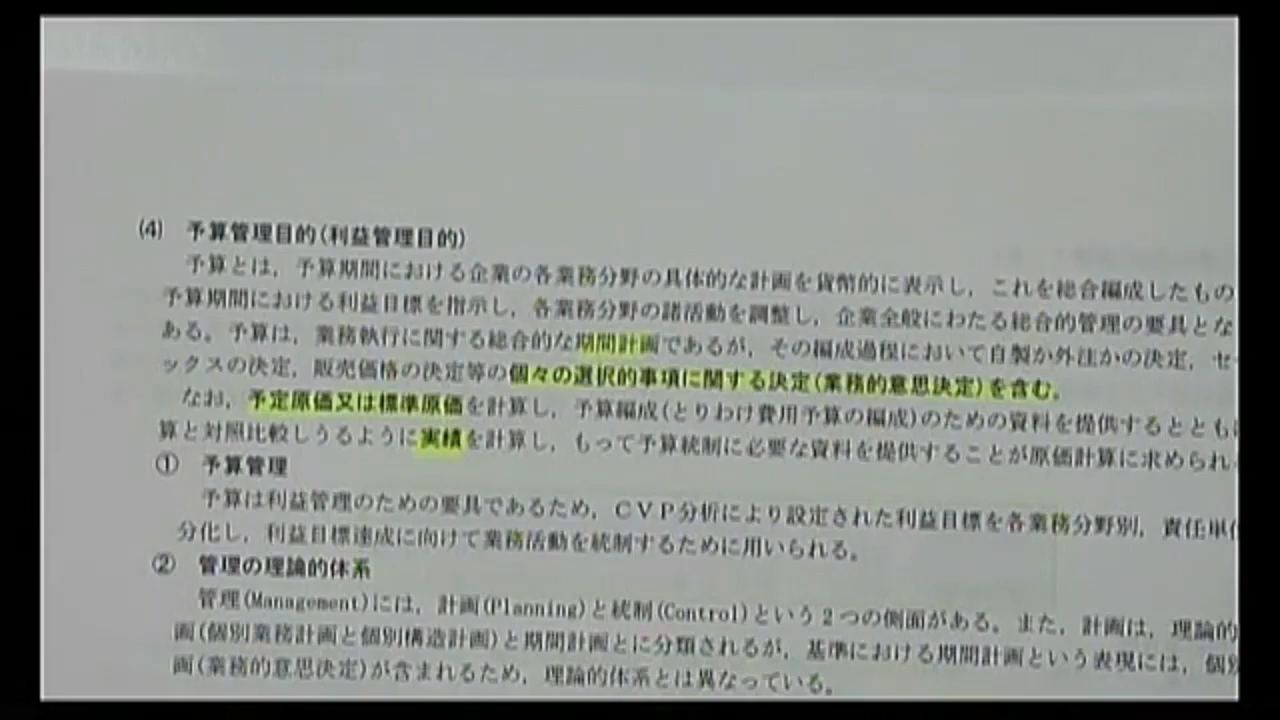 (4) 予算管理目的(利益管理目的)
予算とは，予算期間における企業の各業務分野の具体的な計画を貨幣的に表示し，これを総合編成したもの
予算期間における利益目標を指示し，各業務分野の諸活動を調整し，企業全般にわたる総合的管理の要具とな
ある。予算は，業務執行に関する総合的な期間計画であるが，その編成過程において自製か外注かの決定，セ
ックスの決定，販売価格の決定等の個々の選択的事項に関する決定(業務的意思決定)を含む。
なお，予定原価又は標準原価を計算し，予算編成(とりわけ費用予算の編成)のための資料を提供するととも
算と対照比較しうるように実績を計算し，もって予算統制に必要な資料を提供することが原価計算に求められ
① 予算管理
予算は利益管理のための要具であるため，ＣＶＰ分析により設定された利益目標を各業務分野別，責任単
分化し，利益目標達成に向けて業務活動を統制するために用いられる。
② 管理の理論的体系
管理(Management)には，計画(Planning)と統制(Control)という２つの側面がある。また，計画は，理論的
画(個別業務計画と個別構造計画)と期間計画とに分類されるが，基準における期間計画という表現には，個
画(業務的意思決定)が含まれるため，理論的体系とは異なっている。